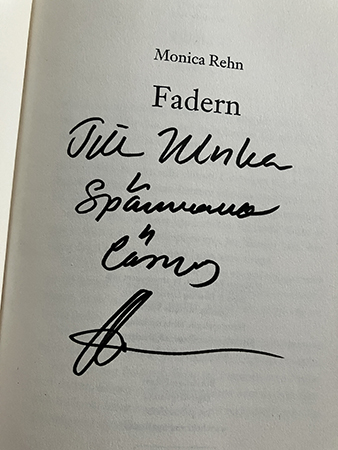 Monica Rehn
Fadern
Till Ulrika
Spännande
läsning